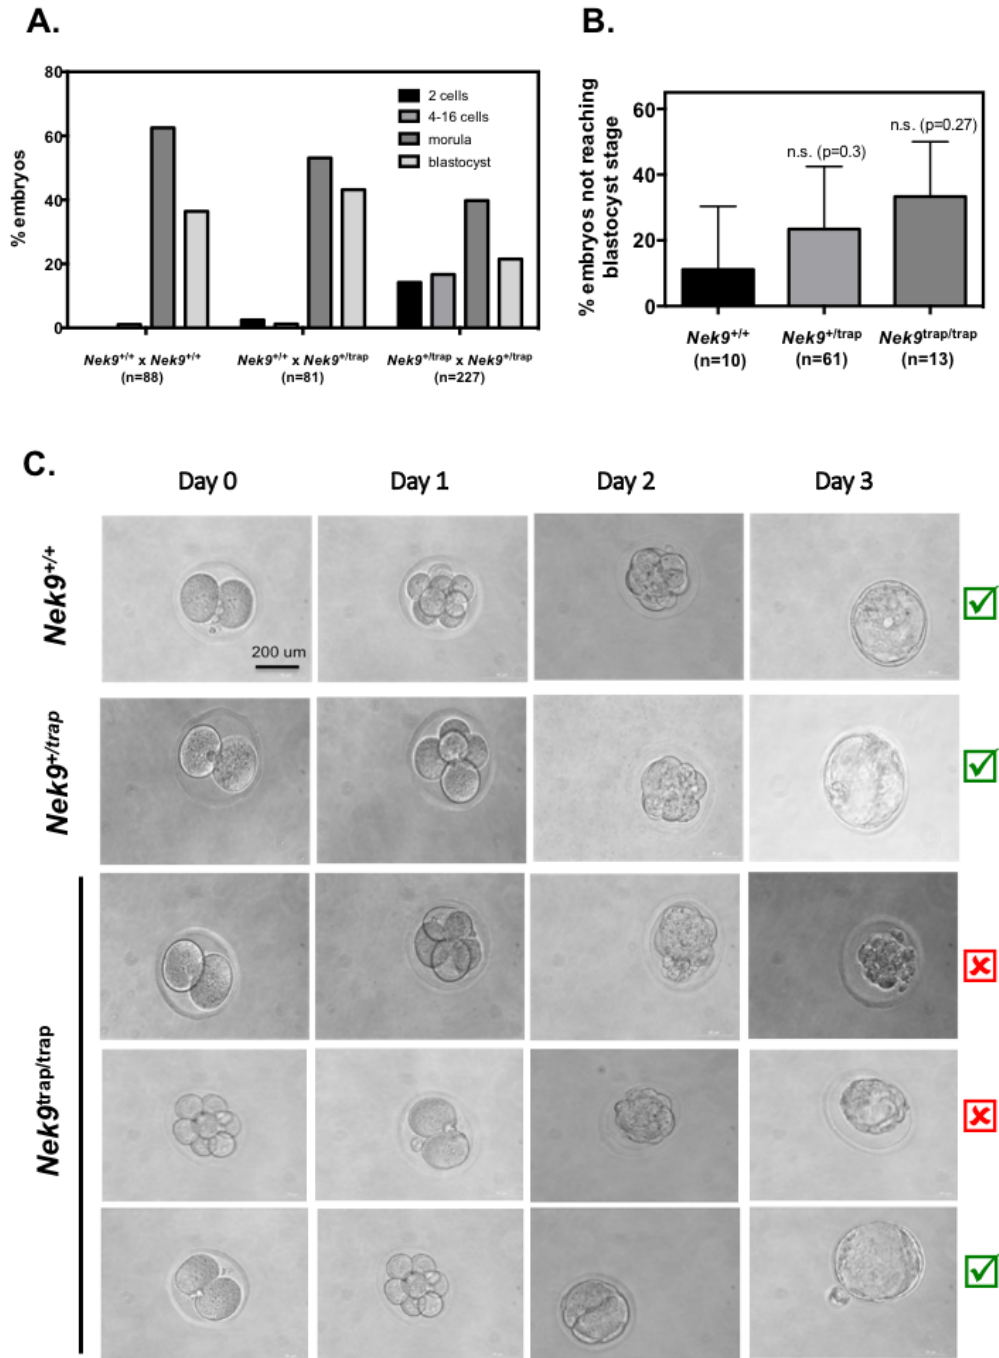 A.
80
60
40
20
0
% embryos
2 cells
4-16 cells
morula
blastocyst
Nek9+/+ x Nek9+/+
(n=88)
Nek9+/+ x Nek9+/trap
(n=81)
Nek9+/trap x Nek9+/trap
(n=227)
B.
% embryos not reaching
blastocyst stage
60
40
20
0
n.s. (p=0.3)
n.s. (p=0.27)
Nek9+/+
(n=10)
Nek9+/trap
(n=61)
Nek9trap/trap
(n=13)
C.
Day 0
Day 1
Day 2
Day 3
Nek9+/+
200 um
Nek9+/trap
Nek9trap/trap